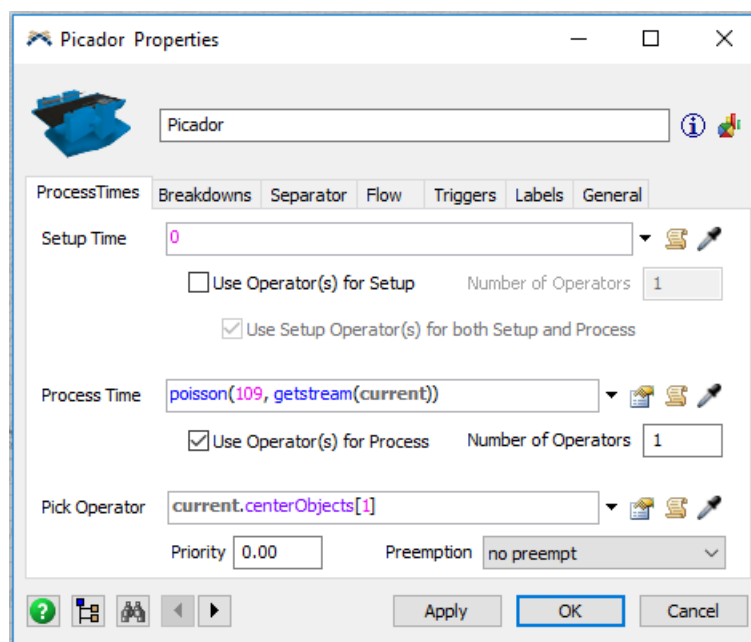 Picador Properties
Picador
ProcessTimes Breakdowns Separator Flow Triggers Labels General
Setup Time 0
Use Operator(s) for Setup Number of Operators 1
Use Setup Operator(s) for both Setup and Process
Process Time poisson(109, getstream(current))
Use Operator(s) for Process Number of Operators 1
Pick Operator current.centerObjects[1]
Priority 0.00 Preemption no preempt
Apply OK Cancel